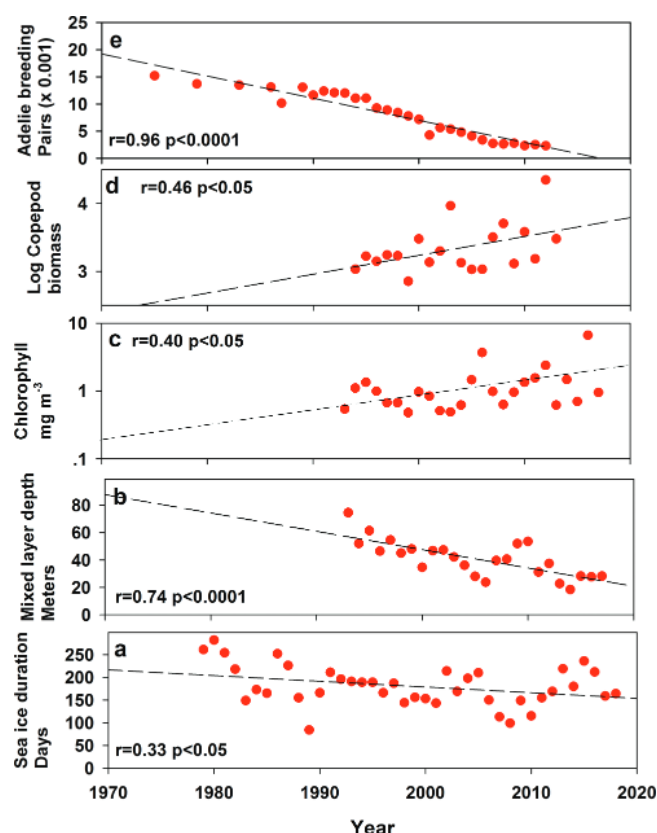 e
Adelie breeding
Pairs (x 0.001)
25
20
15
10
5
0
r=0.96 p<0.0001
d
r=0.46 p<0.05
Log Copepod
biomass
4
3
c
r=0.40 p<0.05
Chlorophyll
mg m-3
10
1
.1
b
Mixed layer depth
Meters
80
60
40
20
0
r=0.74 p<0.0001
a
Sea ice duration
Days
250
200
150
100
50
0
r=0.33 p<0.05
1970 1980 1990 2000 2010 2020
Year